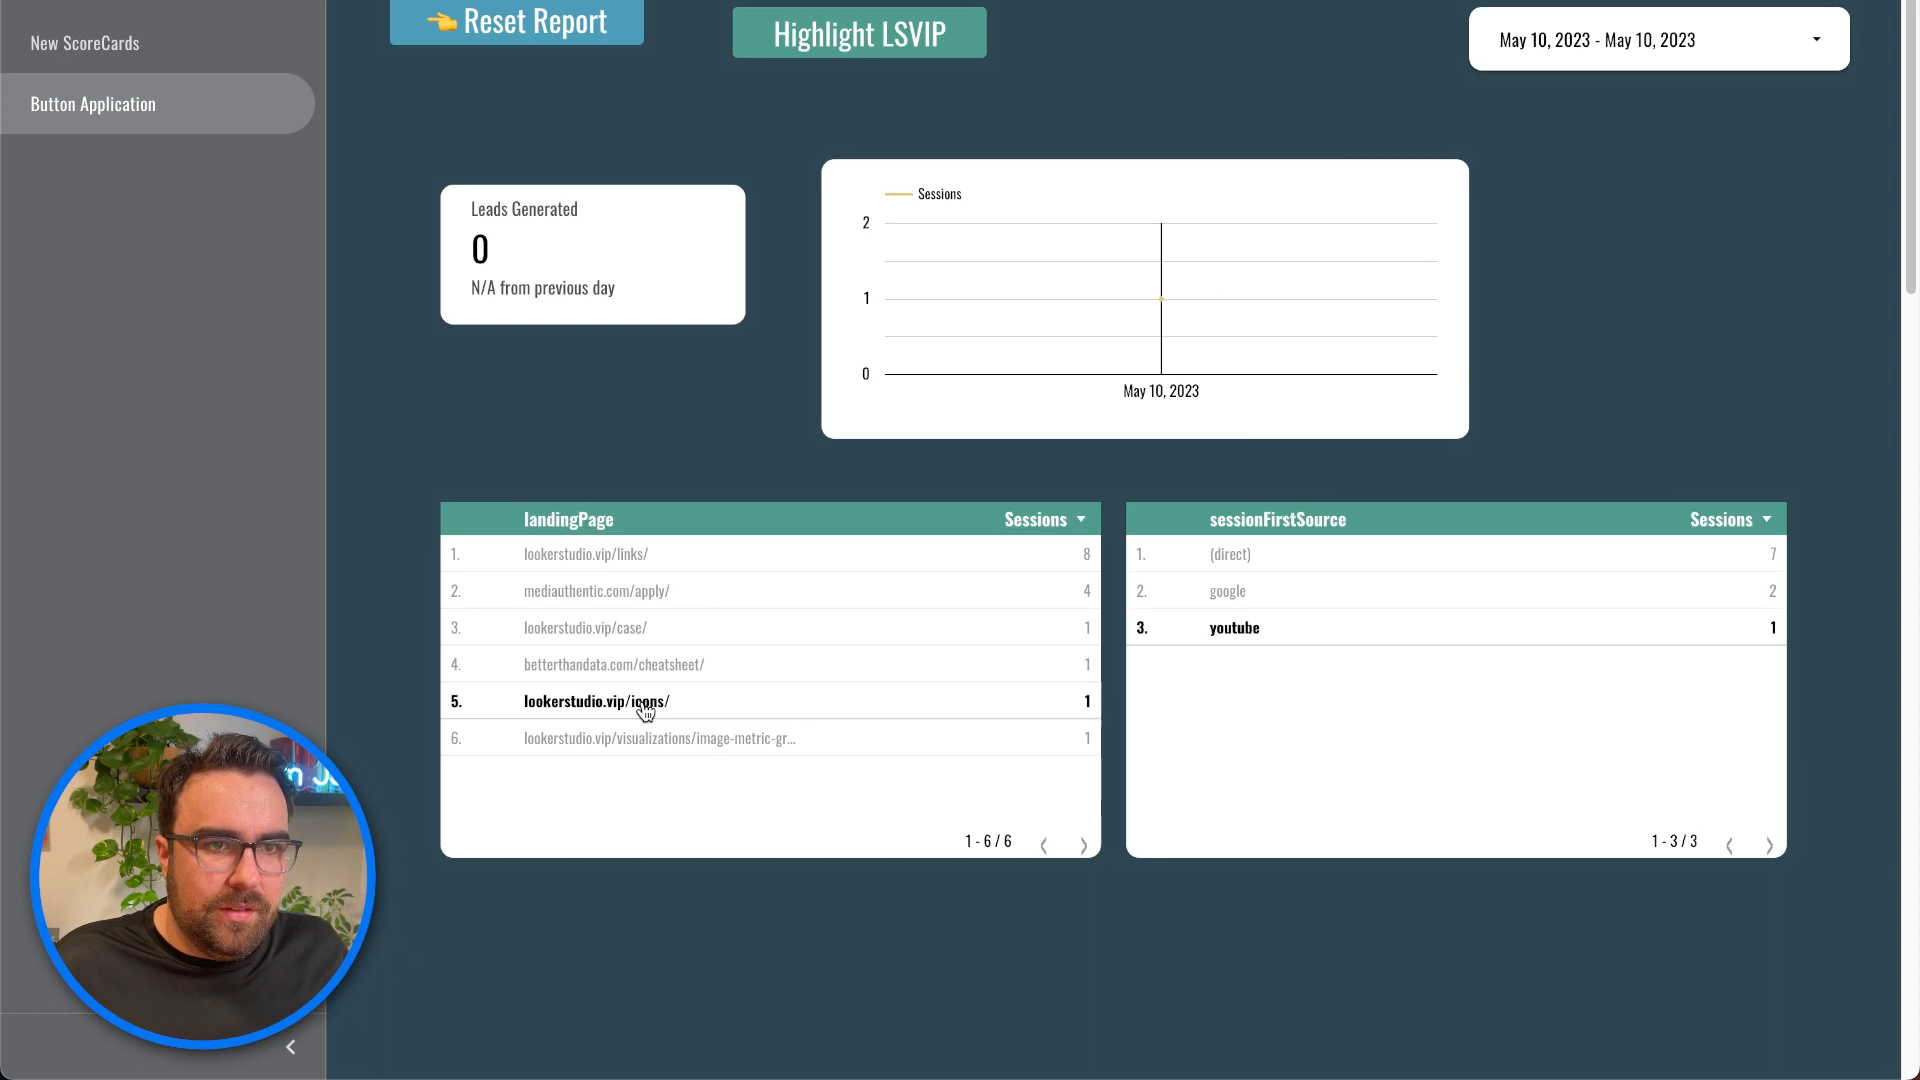 New ScoreCards
Button Application
👈 Reset Report
Highlight LSVIP
May 10, 2023 - May 10, 2023
Leads Generated
0
N/A from previous day
Sessions
2
1
0
May 10, 2023
landingPage Sessions
1. lookerstudio.vip/links/ 8
2. mediauthentic.com/apply/ 4
3. lookerstudio.vip/case/ 1
4. betterthandata.com/cheatsheet/ 1
5. lookerstudio.vip/icons/ 1
6. lookerstudio.vip/visualizations/image-metric-gr... 1
1 - 6 / 6
sessionFirstSource Sessions
1. (direct) 7
2. google 2
3. youtube 1
1 - 3 / 3